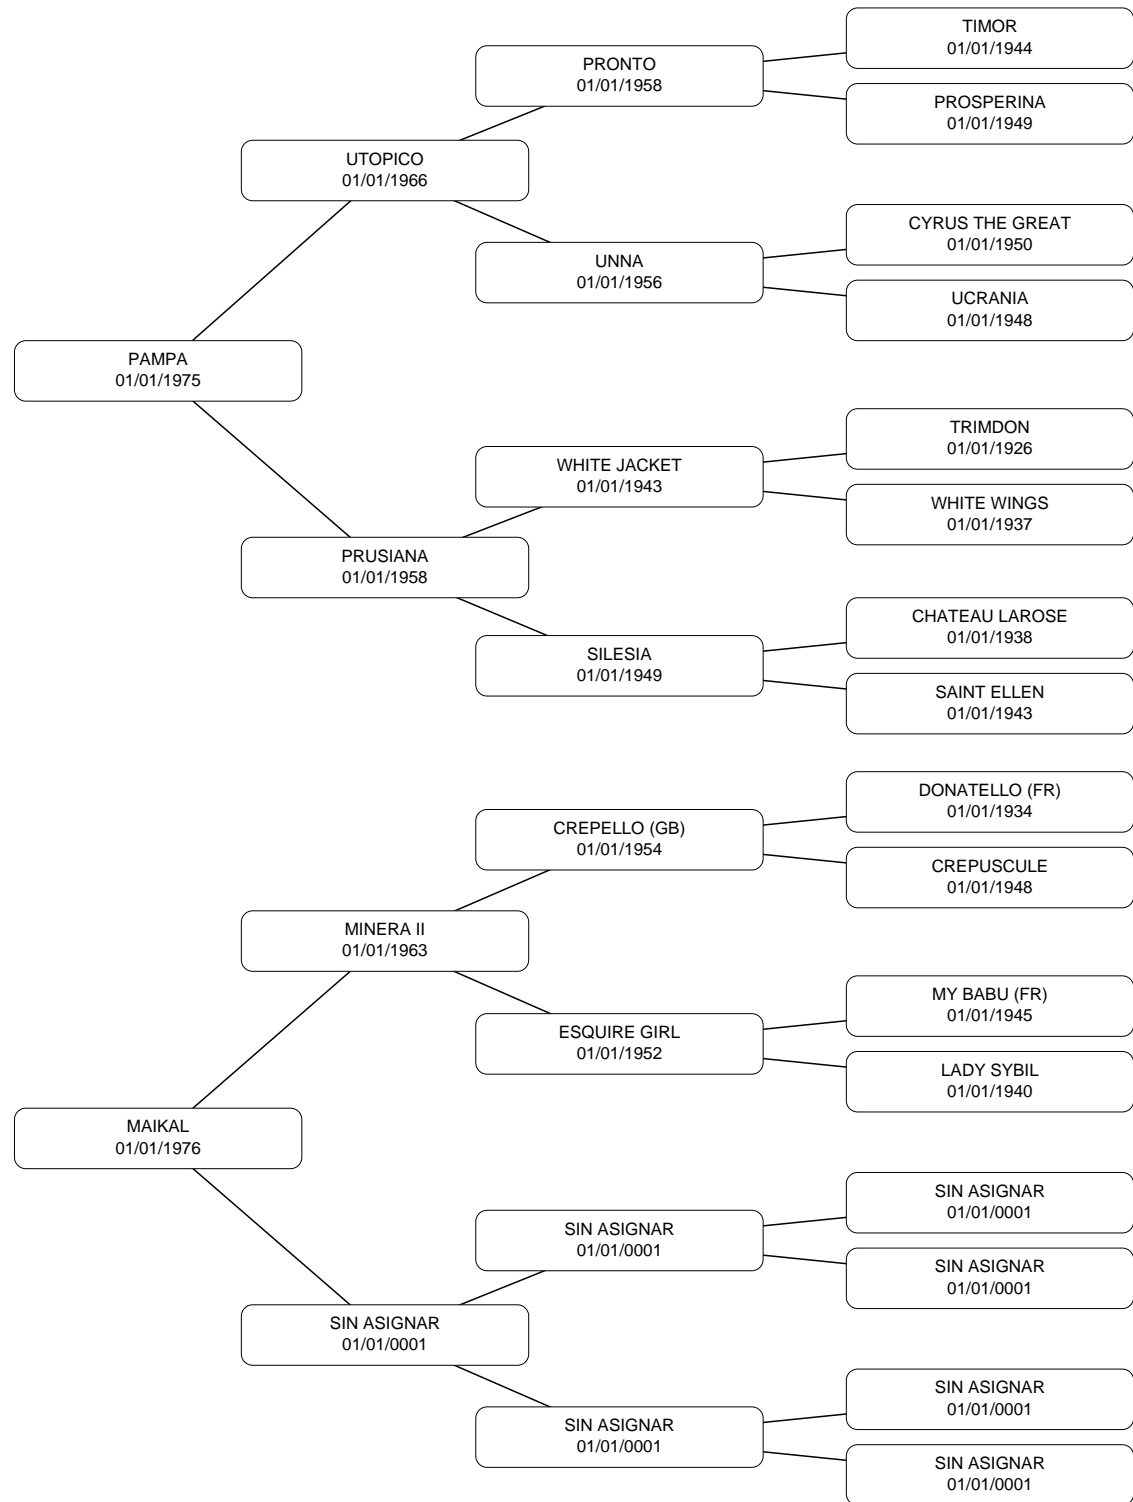 TIMOR
01/01/1944
PRONTO
01/01/1958
PROSPERINA
01/01/1949
UTOPICO
01/01/1966
CYRUS THE GREAT
01/01/1950
UNNA
01/01/1956
UCRANIA
01/01/1948
PAMPA
01/01/1975
TRIMDON
01/01/1926
WHITE JACKET
01/01/1943
WHITE WINGS
01/01/1937
PRUSIANA
01/01/1958
CHATEAU LAROSE
01/01/1938
SILESIA
01/01/1949
SAINT ELLEN
01/01/1943
DONATELLO (FR)
01/01/1934
CREPELLO (GB)
01/01/1954
CREPUSCULE
01/01/1948
MINERA II
01/01/1963
MY BABU (FR)
01/01/1945
ESQUIRE GIRL
01/01/1952
LADY SYBIL
01/01/1940
MAIKAL
01/01/1976
SIN ASIGNAR
01/01/0001
SIN ASIGNAR
01/01/0001
SIN ASIGNAR
01/01/0001
SIN ASIGNAR
01/01/0001
SIN ASIGNAR
01/01/0001
SIN ASIGNAR
01/01/0001
SIN ASIGNAR
01/01/0001